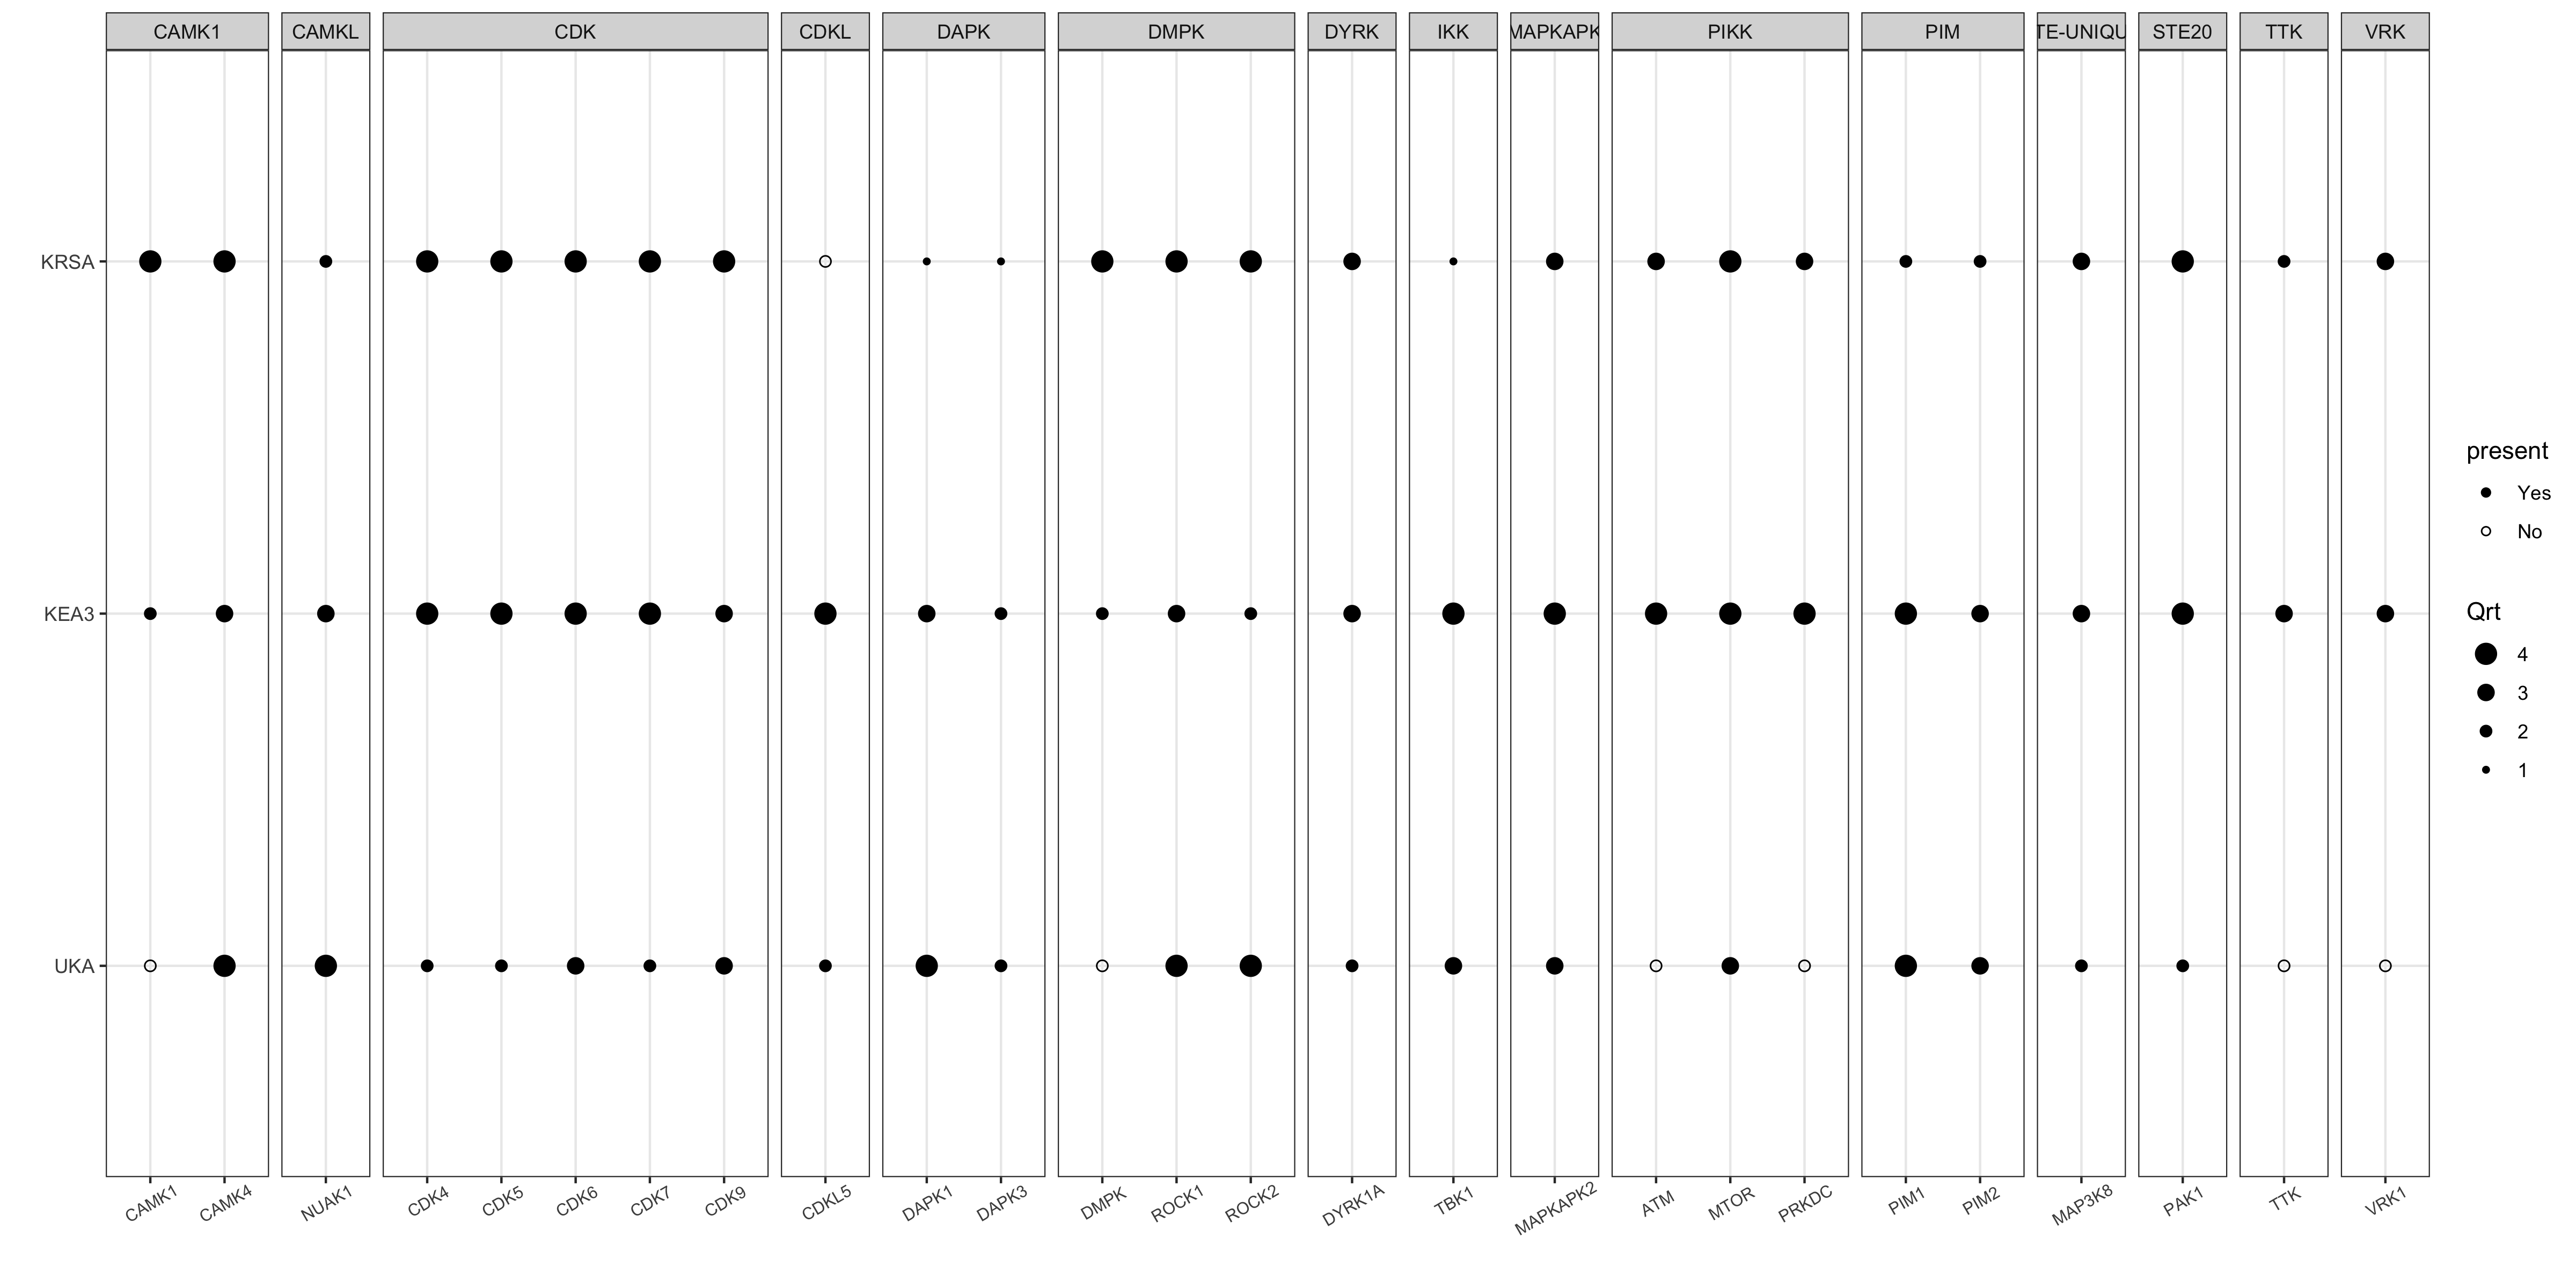 CAMK1 CAMKL CDK CDKL DAPK DMPK DYRK IKK MAPKAPK PIKK PIM TE-UNIQU STE20 TTK VRK
KRSA
KEA3
UKA
CAMK1 CAMK4 NUAK1 CDK4 CDK5 CDK6 CDK7 CDK9 CDKL5 DAPK1 DAPK3 DMPK ROCK1 ROCK2 DYRK1A TBK1 MAPKAPK2 ATM MTOR PRKDC PIM1 PIM2 MAP3K8 PAK1 TTK VRK1
present
Yes
No
Qrt
4
3
2
1